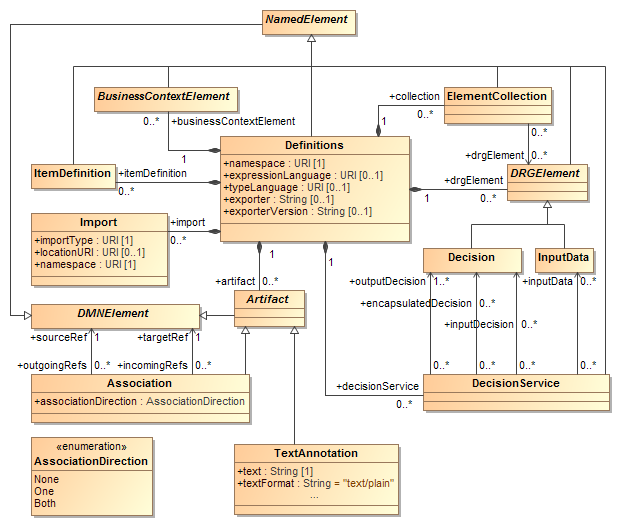 NamedElement
BusinessContextElement
0..*
+businessContextElement
1
+collection
1
0..*
ElementCollection
0..*
+drgElement
0..*
DRGElement
Definitions
+namespace : URI [1]
+expressionLanguage : URI [0..1]
+typeLanguage : URI [0..1]
+exporter : String [0..1]
+exporterVersion : String [0..1]
ItemDefinition
+itemDefinition
0..*
1
+drgElement
1
0..*
Import
+importType : URI [1]
+locationURI : URI [0..1]
+namespace : URI [1]
+import
0..*
1
1
1
+artifact
0..*
Decision
InputData
+outputDecision
1..*
+inputData
0..*
+encapsulatedDecision
0..*
+inputDecision
0..*
DMNElement
Artifact
+sourceRef
1
+targetRef
1
+outgoingRefs
0..*
+incomingRefs
0..*
0..*
0..*
0..*
0..*
Association
+associationDirection : AssociationDirection
+decisionService
0..*
DecisionService
«enumeration»
AssociationDirection
None
One
Both
TextAnnotation
+text : String [1]
+textFormat : String = "text/plain"
...